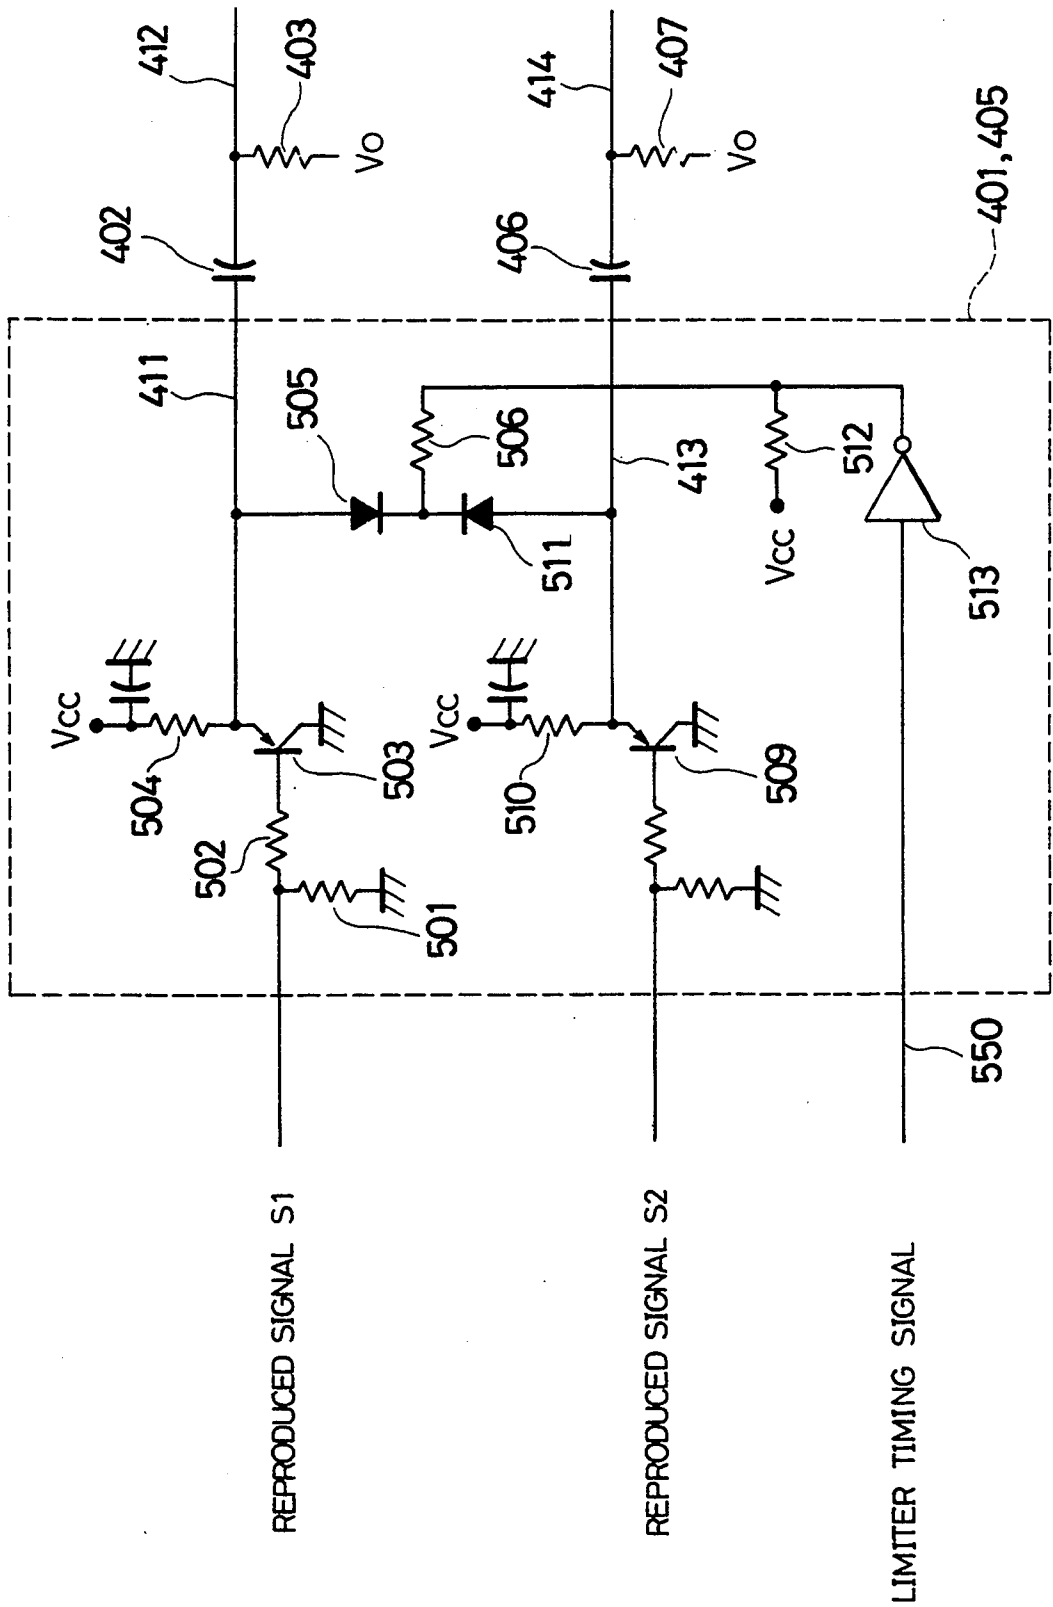 412
403
Vo
402
411
505
506
511
Vcc
504
503
502
501
REPRODUCED SIGNAL S1
414
407
Vo
406
413
Vcc
510
509
REPRODUCED SIGNAL S2
401, 405
512
Vcc
513
550
LIMITER TIMING SIGNAL